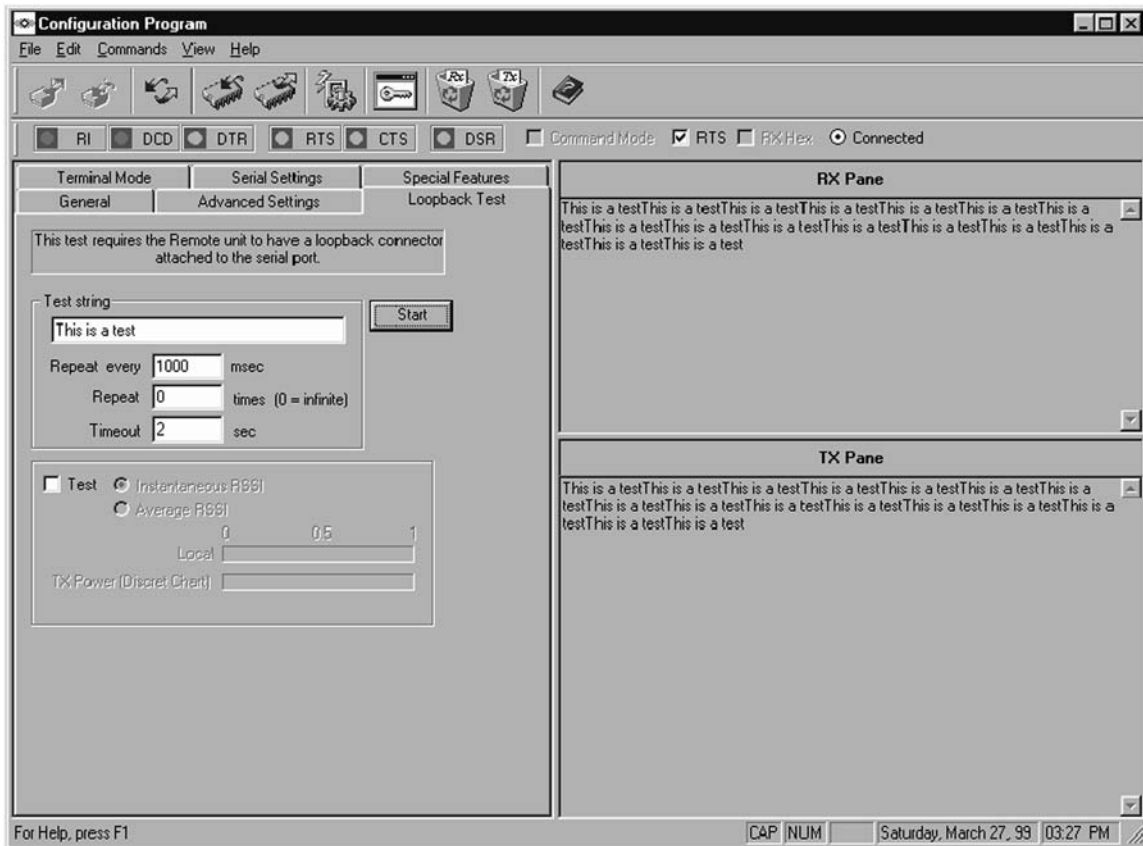 Configuration Program
File Edit Commands View Help
Rx Tx
RI DCD DTR RTS CTS DSR Command Mode RTS RX Hex Connected
Terminal Mode Serial Settings Special Features
General Advanced Settings Loopback Test
This test requires the Remote unit to have a loopback connector
attached to the serial port.
Test string
This is a test
Start
Repeat every 1000 msec
Repeat 0 times (0 = infinite)
Timeout 2 sec
Test Instantaneous RSSI
Average RSSI
0 0.5 1
Local
TX Power (Discret Chart)
RX Pane
This is a testThis is a testThis is a testThis is a testThis is a testThis is a testThis is a
testThis is a testThis is a testThis is a testThis is a testThis is a testThis is a testThis is a
testThis is a testThis is a test
TX Pane
This is a testThis is a testThis is a testThis is a testThis is a testThis is a testThis is a
testThis is a testThis is a testThis is a testThis is a testThis is a testThis is a testThis is a
testThis is a testThis is a test
For Help, press F1
CAP NUM Saturday, March 27, 99 03:27 PM